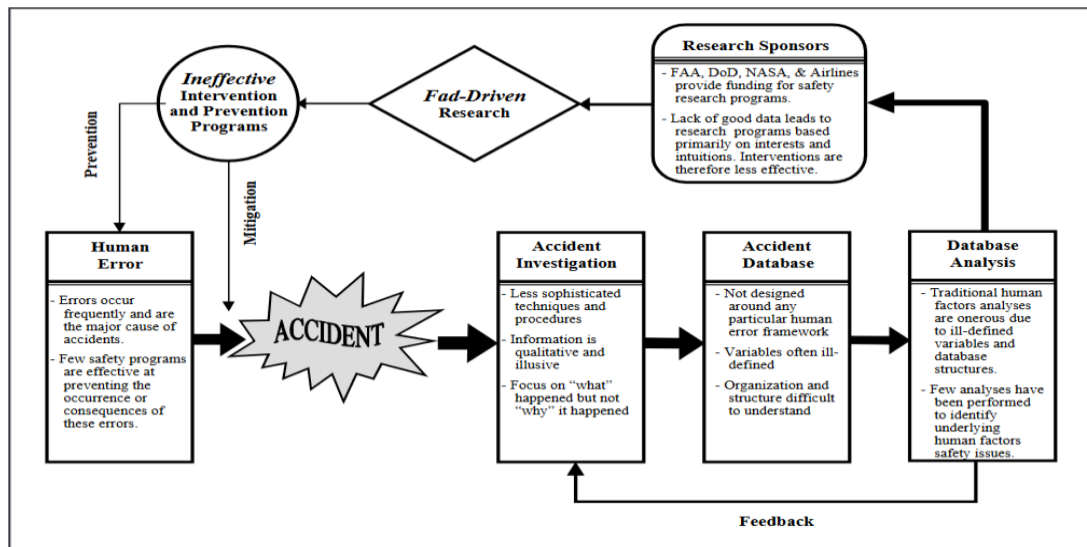 Research Sponsors
- FAA, DoD, NASA, & Airlines
provide funding for safety
research programs.
- Lack of good data leads to
research programs based
primarily on interests and
intuitions. Interventions are
therefore less effective.
Fad-Driven
Research
Ineffective
Intervention
and Prevention
Programs
Prevention
Mitigation
Human
Error
- Errors occur
frequently and are
the major cause of
accidents.
- Few safety programs
are effective at
preventing the
occurrence or
consequences of
these errors.
ACCIDENT
Accident
Investigation
- Less sophisticated
techniques and
procedures
- Information is
qualitative and
illusive
- Focus on “what”
happened but not
“why” it happened
Accident
Database
- Not designed
around any
particular human
error framework
- Variables often ill-
defined
- Organization and
structure difficult
to understand
Database
Analysis
- Traditional human
factors analyses
are onerous due
to ill-defined
variables and
database
structures.
- Few analyses have
been performed
to identify
underlying
human factors
safety issues.
Feedback